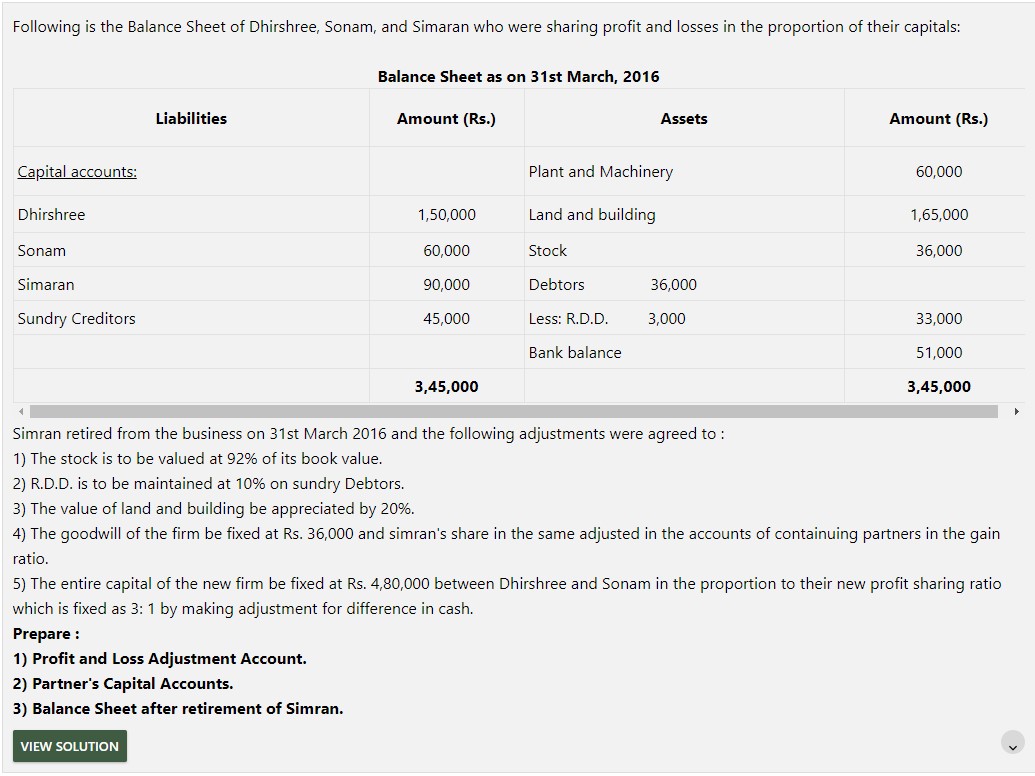 Following is the Balance Sheet of Dhirshree, Sonam, and Simaran who were sharing profit and losses in the proportion of their capitals:
Balance Sheet as on 31st March, 2016
Liabilities Amount (Rs.) Assets Amount (Rs.)
Capital accounts: Plant and Machinery 60,000
Dhirshree 1,50,000 Land and building 1,65,000
Sonam 60,000 Stock 36,000
Simaran 90,000 Debtors 36,000
Sundry Creditors 45,000 Less: R.D.D. 3,000 33,000
Bank balance 51,000
3,45,000 3,45,000
Simran retired from the business on 31st March 2016 and the following adjustments were agreed to :
1) The stock is to be valued at 92% of its book value.
2) R.D.D. is to be maintained at 10% on sundry Debtors.
3) The value of land and building be appreciated by 20%.
4) The goodwill of the firm be fixed at Rs. 36,000 and simran's share in the same adjusted in the accounts of containuing partners in the gain
ratio.
5) The entire capital of the new firm be fixed at Rs. 4,80,000 between Dhirshree and Sonam in the proportion to their new profit sharing ratio
which is fixed as 3: 1 by making adjustment for difference in cash.
Prepare :
1) Profit and Loss Adjustment Account.
2) Partner's Capital Accounts.
3) Balance Sheet after retirement of Simran.
VIEW SOLUTION